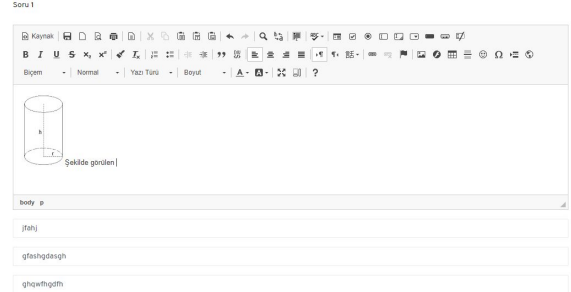 Soru 1
Kaynak
Biçem Normal Yazı Türü Boyut
h
r
Şekilde görülen
body p
jfahj
gfashgdasgh
ghqwfhgdfh